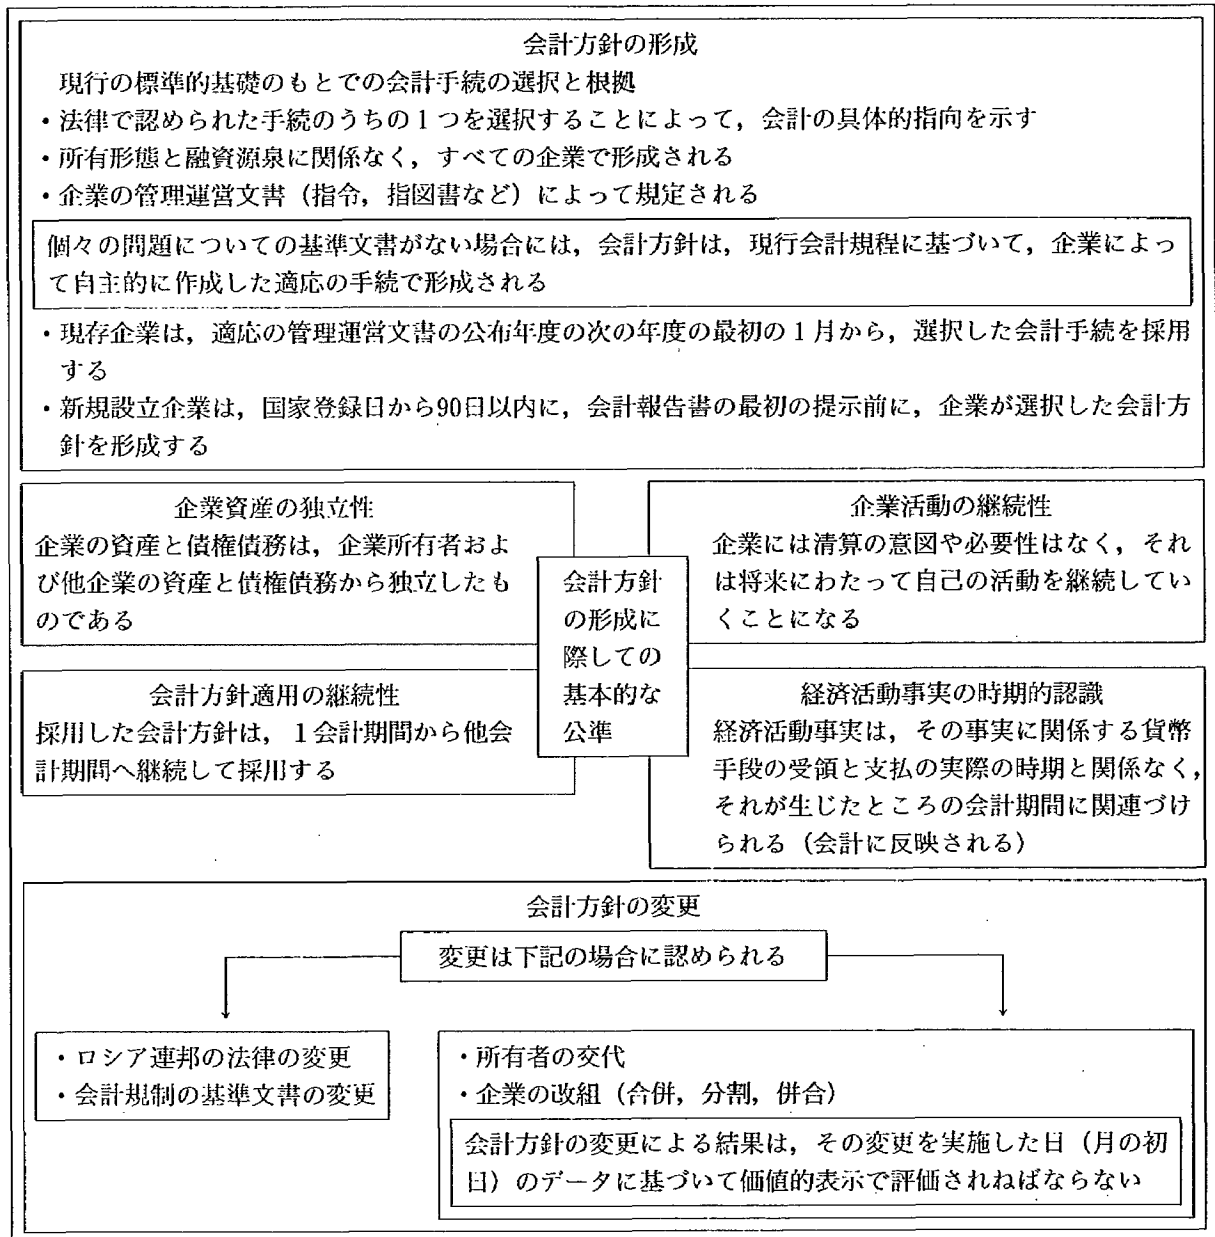 会計方針の形成
現行の標準的基礎のもとでの会計手続の選択と根拠
・法律で認められた手続のうちの1つを選択することによって，会計の具体的指向を示す
・所有形態と融資源泉に関係なく，すべての企業で形成される
・企業の管理運営文書（指令，指図書など）によって規定される
個々の問題についての基準文書がない場合には，会計方針は，現行会計規程に基づいて，企業によっ
て自主的に作成した適応の手続で形成される
・現存企業は，適応の管理運営文書の公布年度の次の年度の最初の1月から，選択した会計手続を採用
する
・新規設立企業は，国家登録日から90日以内に，会計報告書の最初の提示前に，企業が選択した会計方
針を形成する
企業資産の独立性
企業の資産と債権債務は，企業所有者およ
び他企業の資産と債権債務から独立したも
のである
企業活動の継続性
企業には清算の意図や必要性はなく，それ
は将来にわたって自己の活動を継続してい
くことになる
会計方針
の形成に
際しての
基本的な
公準
会計方針適用の継続性
採用した会計方針は，1会計期間から他会
計期間へ継続して採用する
経済活動事実の時期的認識
経済活動事実は，その事実に関係する貨幣
手段の受領と支払の実際の時期と関係なく，
それが生じたところの会計期間に関連づけ
られる（会計に反映される）
会計方針の変更
変更は下記の場合に認められる
・ロシア連邦の法律の変更
・会計規制の基準文書の変更
・所有者の交代
・企業の改組（合併，分割，併合）
会計方針の変更による結果は，その変更を実施した日（月の初
日）のデータに基づいて価値的表示で評価されねばならない